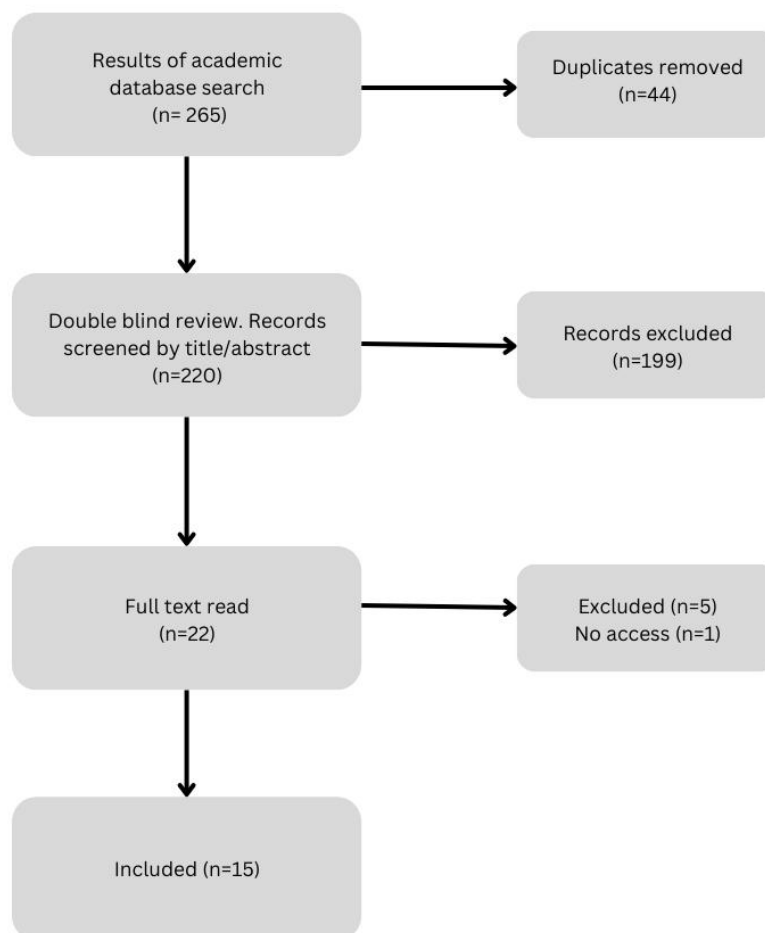 Results of academic
database search
(n= 265)
Duplicates removed
(n=44)
Double blind review. Records
screened by title/abstract
(n=220)
Records excluded
(n=199)
Full text read
(n=22)
Excluded (n=5)
No access (n=1)
Included (n=15)